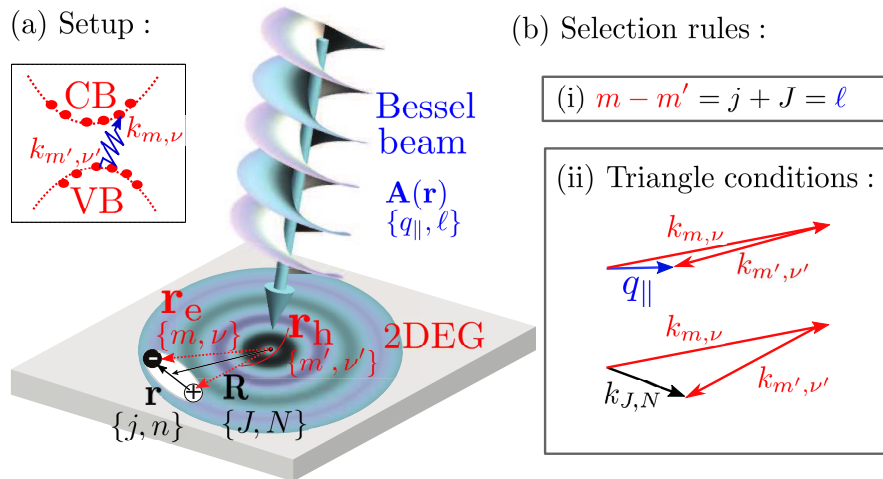 (a) Setup :
CB
k_{m,ν}
k_{m',ν'}
VB
Bessel
beam
A(r)
{q_∥, ℓ}
r_e
{m, ν}
r_h
{m', ν'}
2DEG
-
+
r
{j, n}
R
{J, N}
(b) Selection rules :
(i) m − m' = j + J = ℓ
(ii) Triangle conditions :
k_{m,ν}
k_{m',ν'}
q_∥
k_{m,ν}
k_{m',ν'}
k_{J,N}